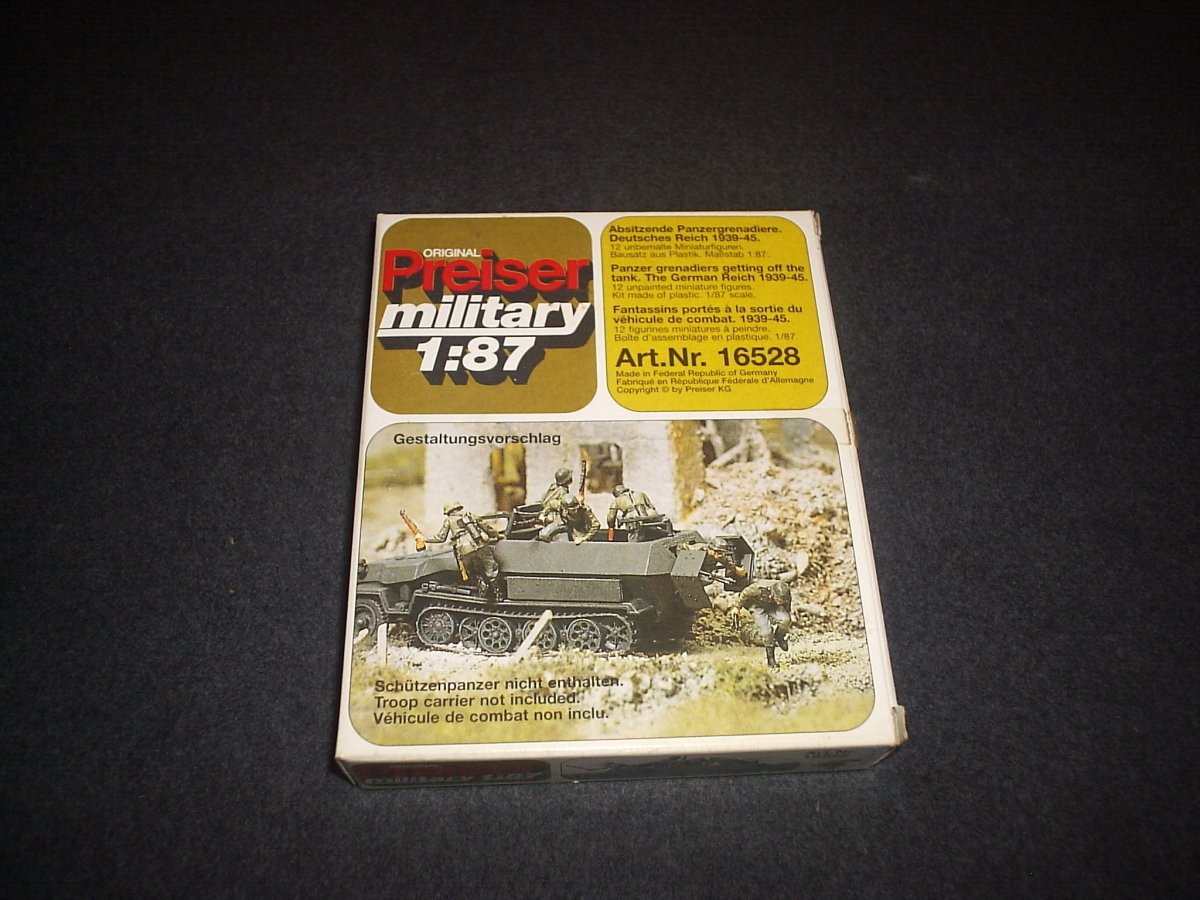 ORIGINAL
Preiser
military
1:87
Absitzende Panzergrenadiere.
Deutsches Reich 1939-45.
12 unbemalte Miniaturfiguren.
Bausatz aus Plastik. Maßstab 1:87.
Panzer grenadiers getting off the
tank. The German Reich 1939-45.
12 unpainted miniature figures.
Kit made of plastic. 1/87 scale.
Fantassins portés à la sortie du
véhicule de combat. 1939-45.
12 figurines miniatures à peindre.
Boîte d'assemblage en plastique. 1/87.
Art.Nr. 16528
Made in Federal Republic of Germany
Fabriqué en République Fédérale d'Allemagne
Copyright © by Preiser KG
Gestaltungsvorschlag
Schützenpanzer nicht enthalten.
Troop carrier not included.
Véhicule de combat non inclu.
military 1:87